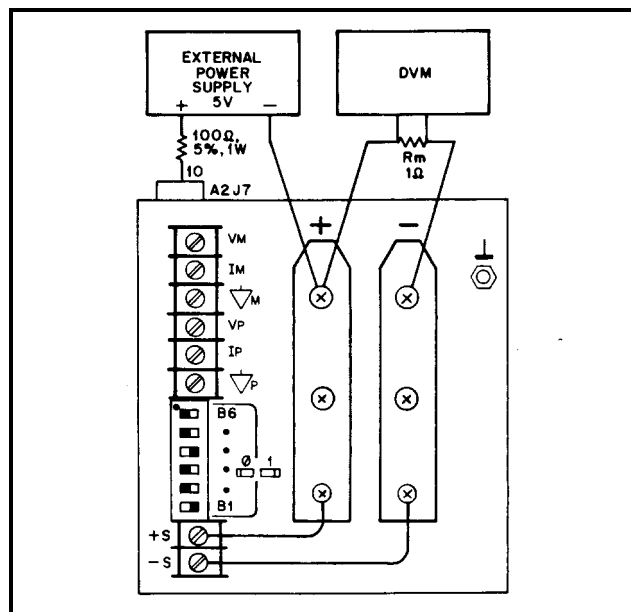 EXTERNAL
POWER
SUPPLY
5V
+ −
DVM
100Ω,
5%, 1W
10
A2J7
Rm
1Ω
+ −
VM
IM
M
VP
IP
P
B6
Ø 1
B1
+S
−S